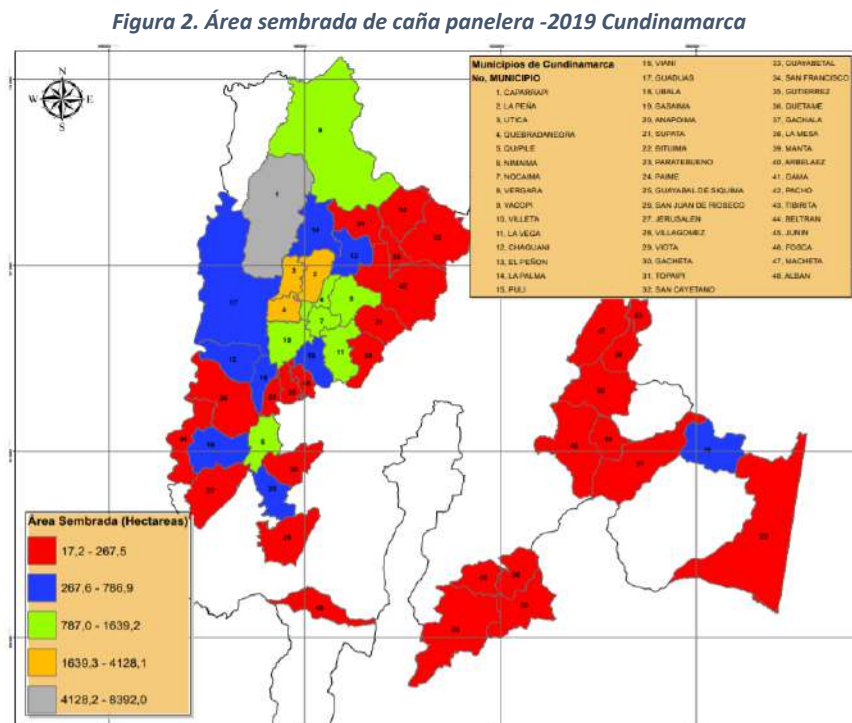 Figura 2. Área sembrada de caña panelera -2019 Cundinamarca
N
W E
S
Municipios de Cundinamarca
No, MUNICIPIO
1. CAPARRAPI
2. LA PEÑA
3. UTICA
4. QUEBRADANEGRA
5. QUIPILE
6. NIMAIMA
7. NOCAIMA
8. VERGARA
9. YACOPI
10. VILLETA
11. LA VEGA
12. CHAGUANI
13. EL PEÑON
14. LA PALMA
15. PULI
16. VIANI
17. GUADUAS
18. UBALA
19. SASAIMA
20. ANAPOIMA
21. SUPATA
22. BITUIMA
23. PARATEBUENO
24. PAIME
25. GUAYABAL DE SIQUIMA
26. SAN JUAN DE RIOSECO
27. JERUSALEN
28. VILLAGOMEZ
29. VIOTA
30. GACHETA
31. TOPAIPI
32. SAN CAYETANO
33. GUAYABETAL
34. SAN FRANCISCO
35. GUTIERREZ
36. QUETAME
37. GACHALA
38. LA MESA
39. MANTA
40. ARBELAEZ
41. GAMA
42. PACHO
43. TIBIRITA
44. BELTRAN
45. JUNIN
46. FOSCA
47. MACHETA
48. ALBAN
Área Sembrada (Hectareas)
17,2 - 267,5
267,6 - 786,9
787,0 - 1639,2
1639,3 - 4128,1
4128,2 - 8392,0